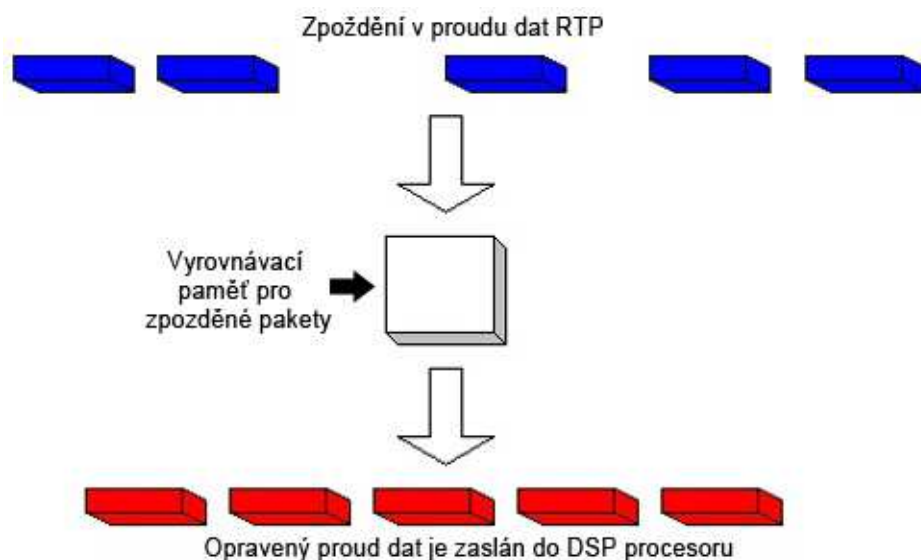 Zpoždění v proudu dat RTP
Vyrovnávací
paměť pro
zpozděné pakety
Opravený proud dat je zaslán do DSP procesoru